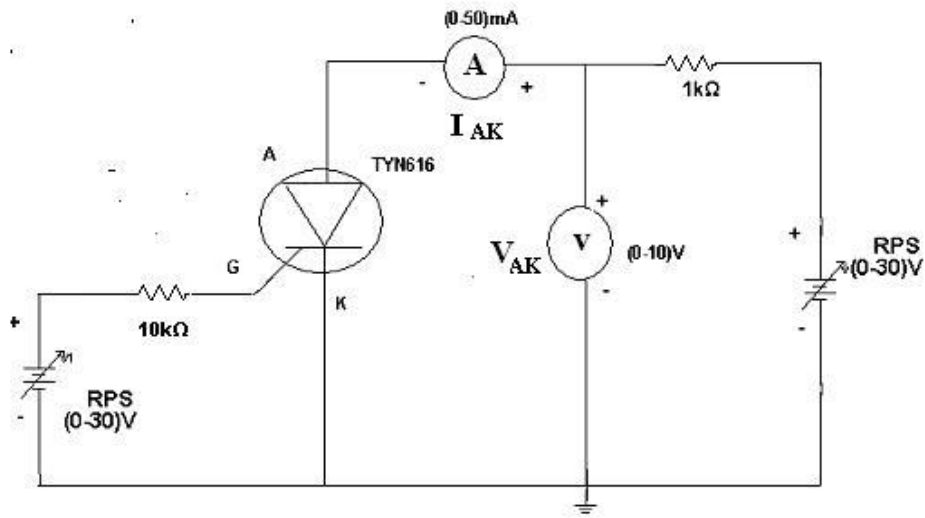 (0-50)mA
A
- +
I AK
1kΩ
A
TYN616
+
V
(0-10)V
V AK
-
+
RPS
(0-30)V
-
G
K
+
10kΩ
RPS
(0-30)V
-